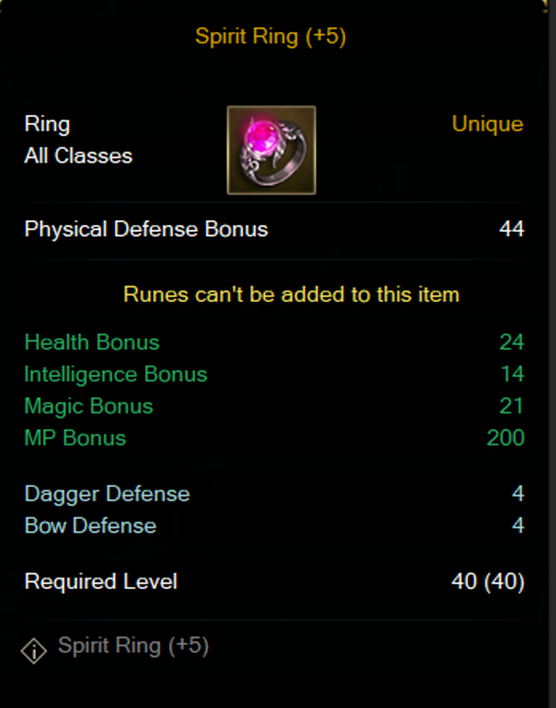 Spirit Ring (+5)
Ring Unique
All Classes
Physical Defense Bonus 44
Runes can't be added to this item
Health Bonus 24
Intelligence Bonus 14
Magic Bonus 21
MP Bonus 200
Dagger Defense 4
Bow Defense 4
Required Level 40 (40)
Spirit Ring (+5)